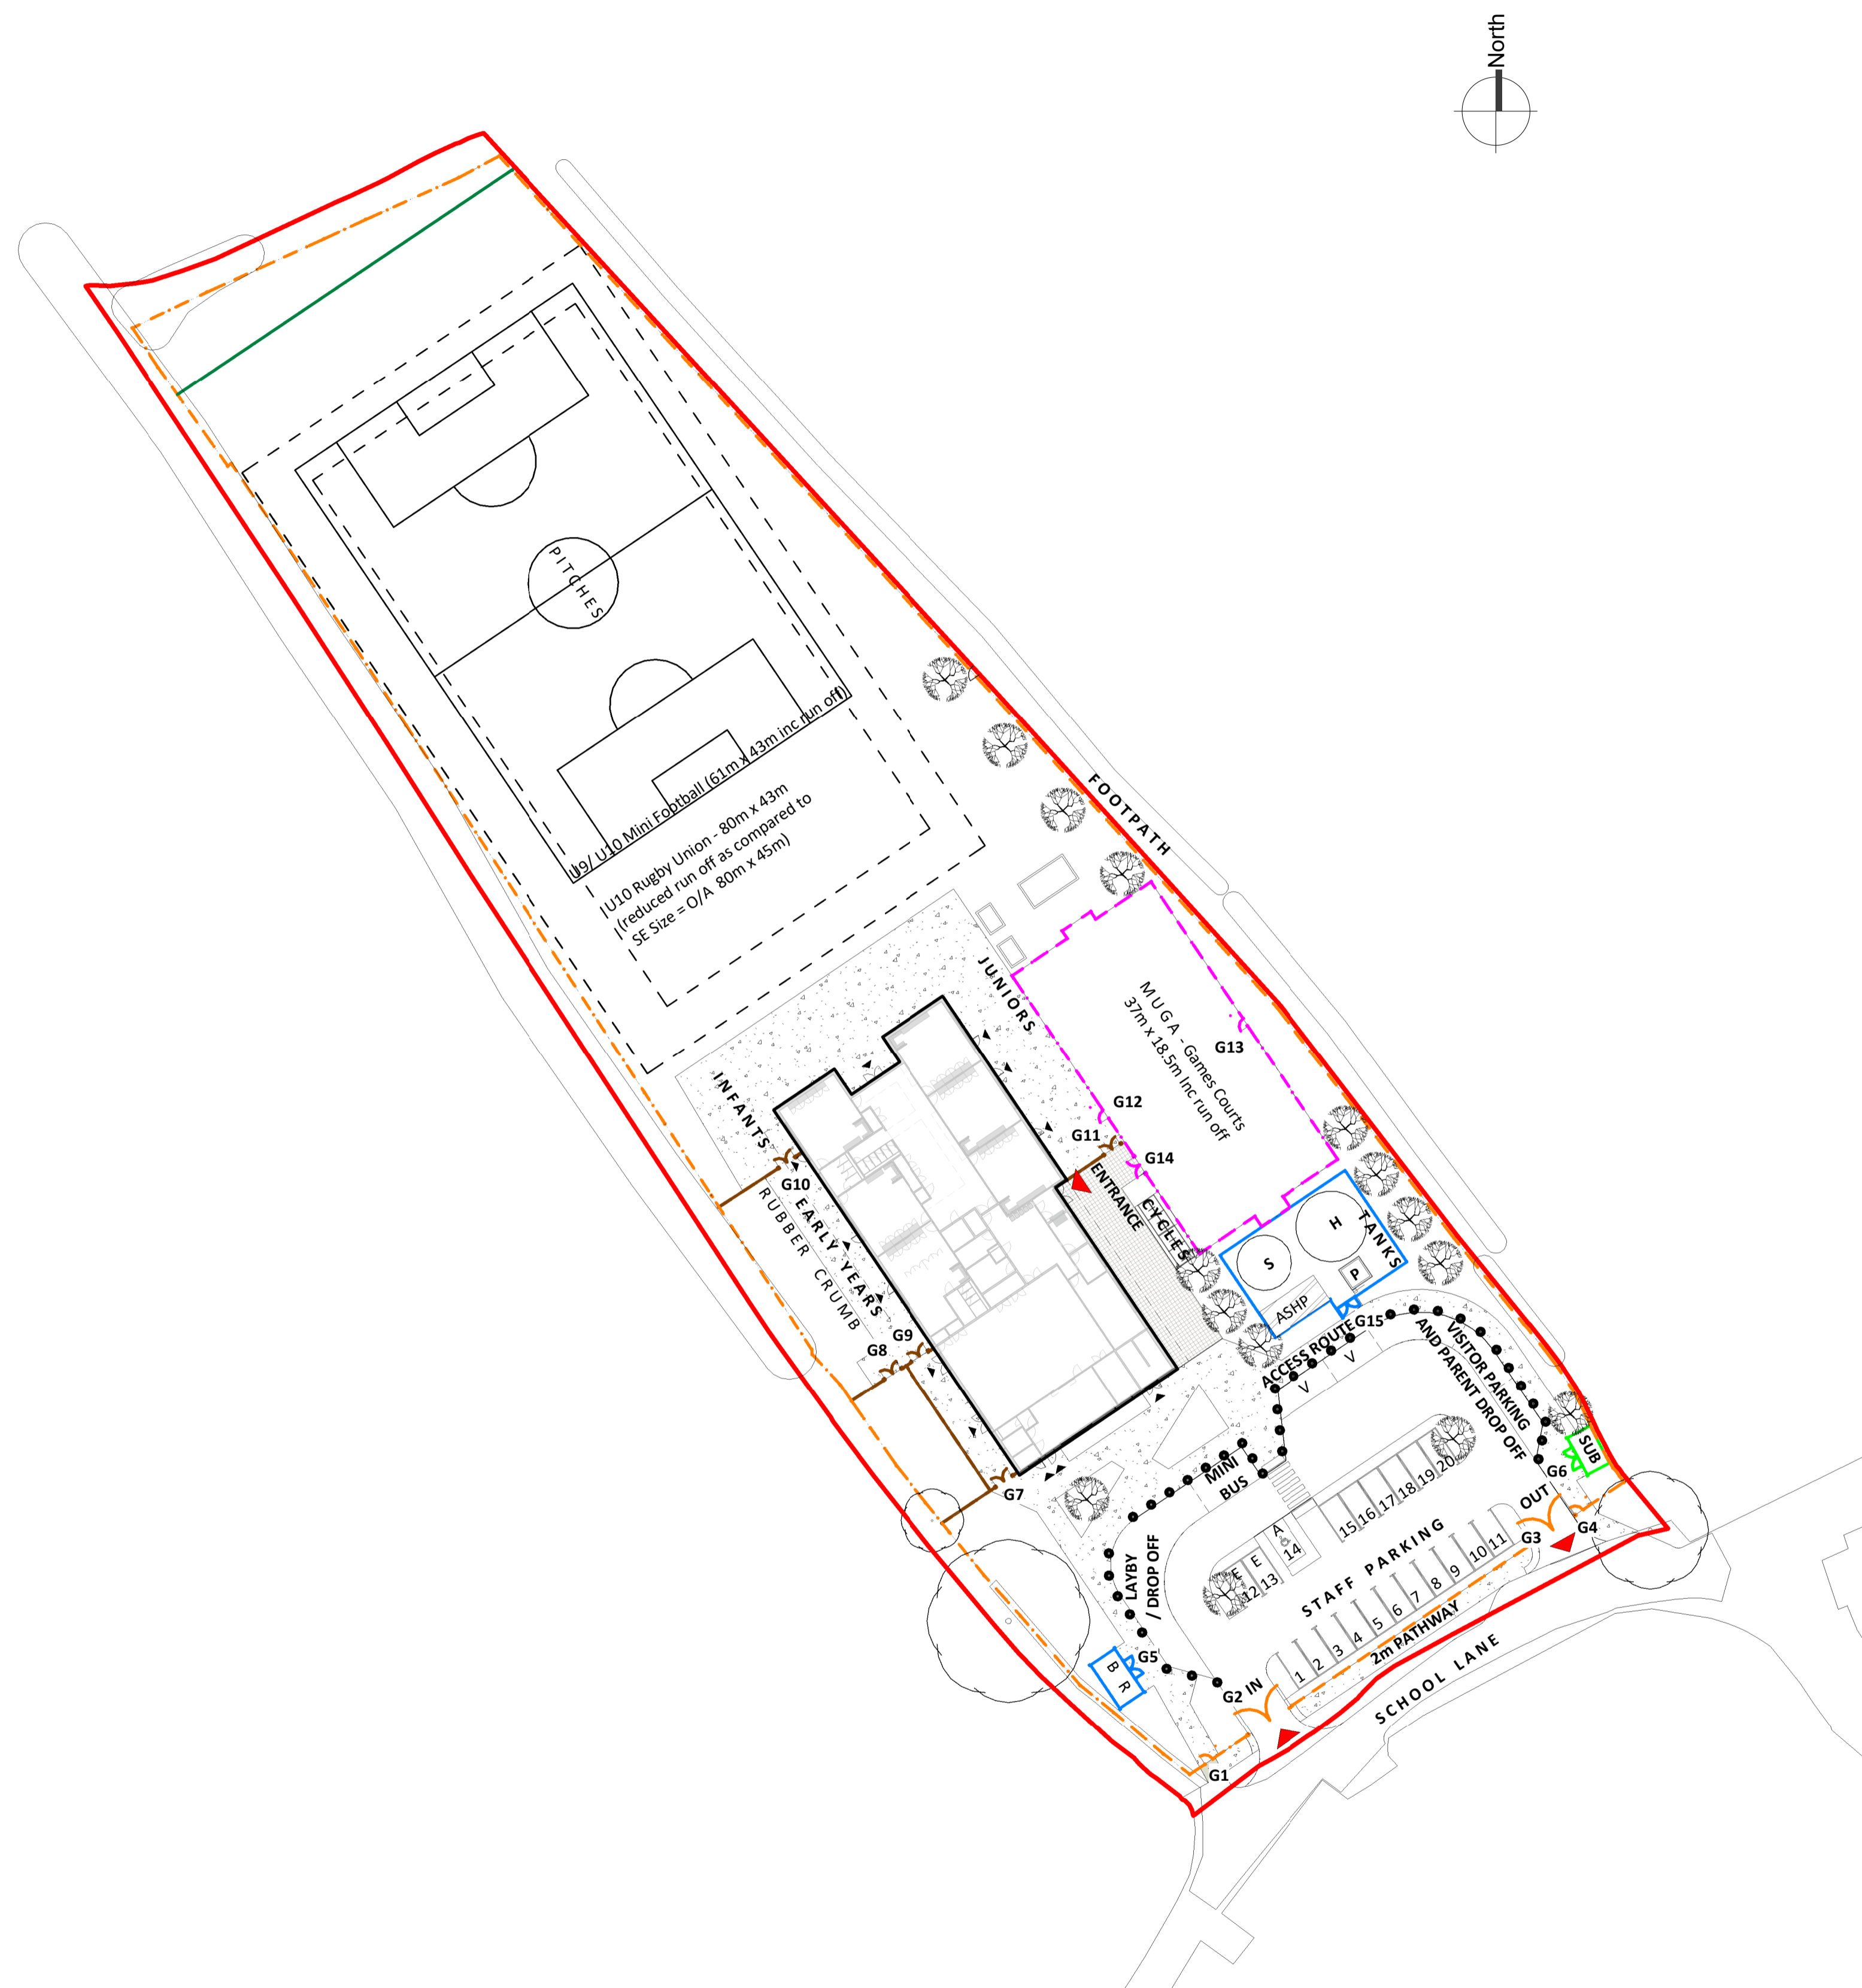 North
PITCHES
U9/ U10 Mini Football (61m x 43m inc run off)
U10 Rugby Union - 80m x 43m
(reduced run off as compared to
SE Size = O/A 80m x 45m)
FOOTPATH
JUNIORS
MUGA - Games Courts
37m x 18.5m Inc run off
G13
G12
G11
G14
INFANTS
G10
EARLY YEARS
RUBBER CRUMB
ENTRANCE
CYCLES
H
TANKS
S
P
ASHP
G15
G9
G8
ACCESS ROUTE
V
V
VISITOR PARKING
AND PARENT DROP OFF
SUB
G6
G7
MINI
BUS
OUT
G4
G3
LAYBY
/ DROP OFF
A
14
E
E
12
13
15
16
17
18
19
20
STAFF PARKING
1
2
3
4
5
6
7
8
9
10
11
2m PATHWAY
G5
B R
G2
IN
SCHOOL LANE
G1